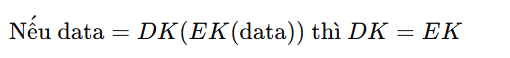 Nếu data = DK(EK(data)) thì DK = EK